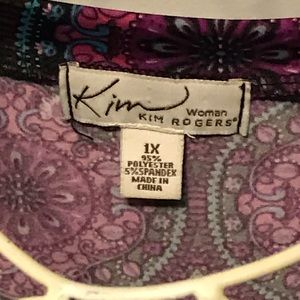 Kim
Woman
KIM ROGERS®
1X
95%
POLYESTER
5%SPANDEX
MADE IN
CHINA